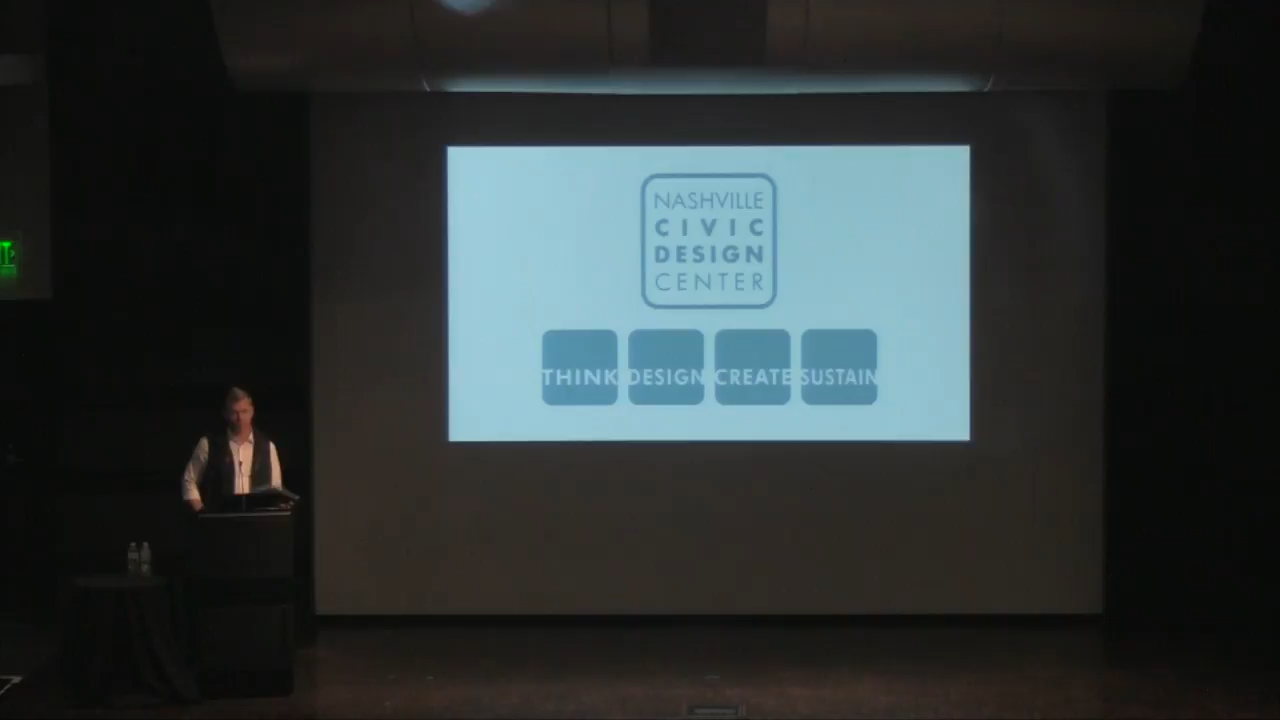 NASHVILLE
CIVIC
DESIGN
CENTER
THINK DESIGN CREATE SUSTAIN